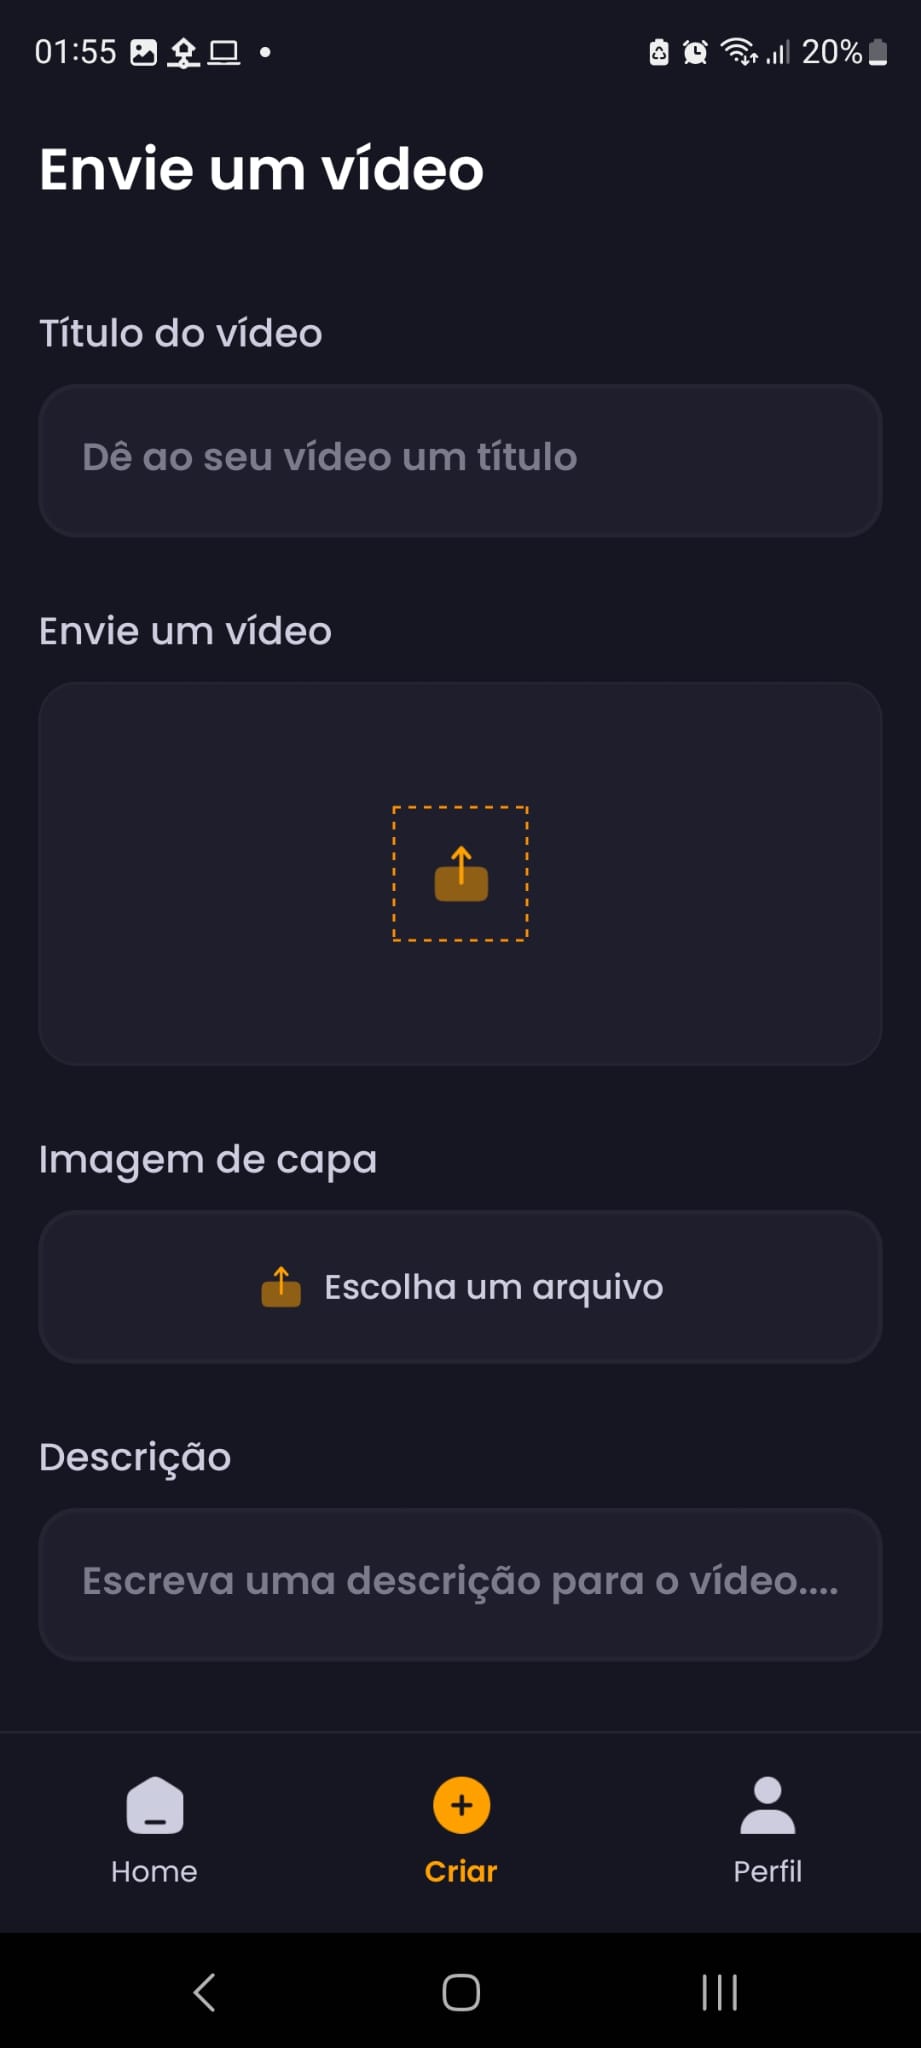 01:55 20%
Envie um vídeo
Título do vídeo
Dê ao seu vídeo um título
Envie um vídeo
Imagem de capa
Escolha um arquivo
Descrição
Escreva uma descrição para o vídeo....
Home Criar Perfil